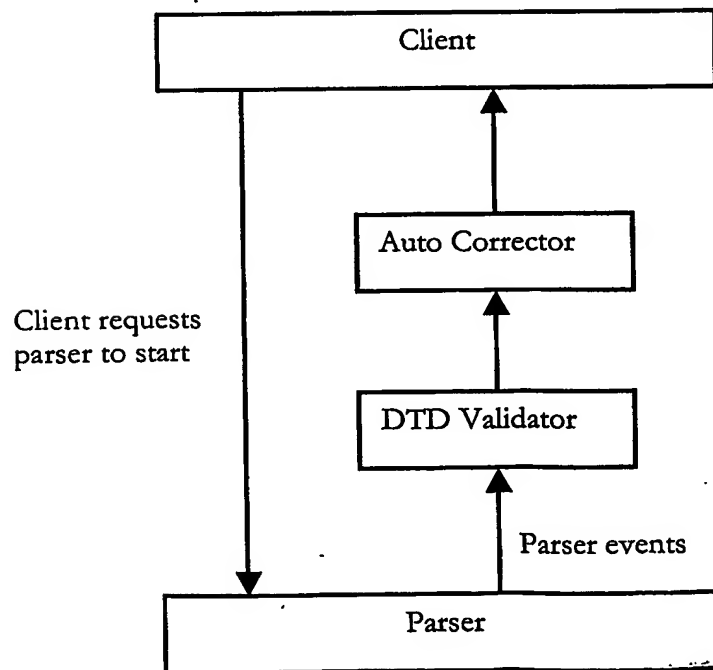 Client
Auto Corrector
Client requests
parser to start
DTD Validator
Parser events
Parser